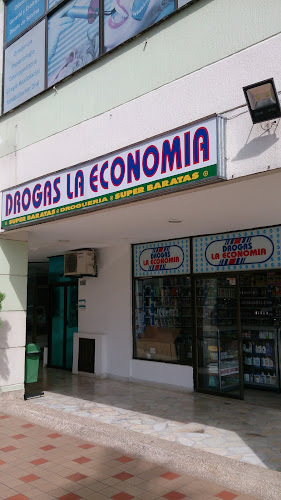 DROGAS LA ECONOMIA
SUPER BARATAS DROGUERIA SUPER BARATAS
DROGAS
LA ECONOMIA
DROGAS
LA ECONOMIA